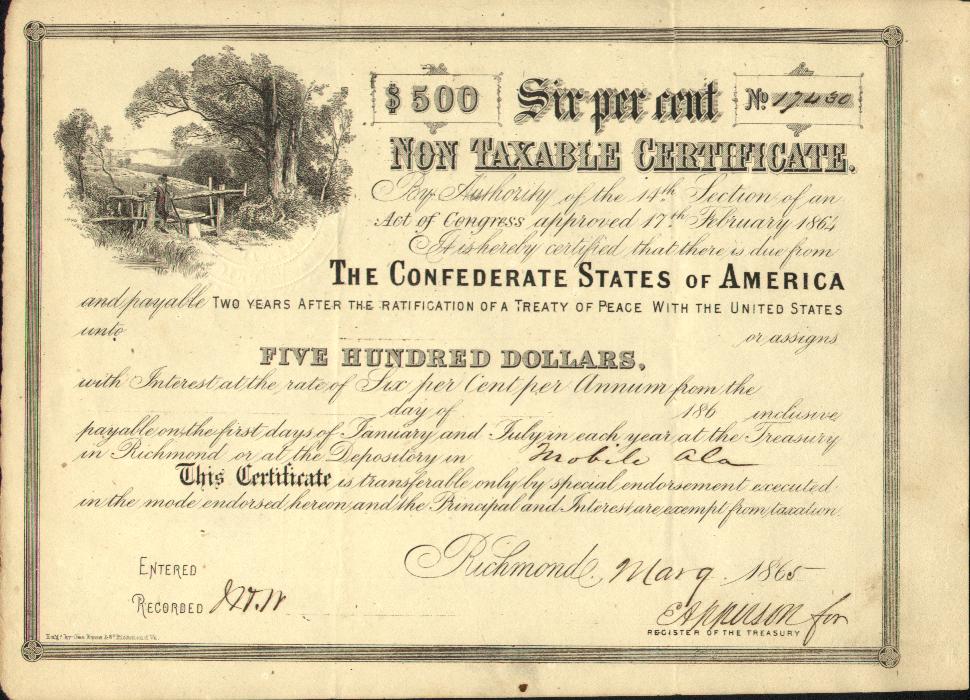 $500 Six per cent No 17430
NON TAXABLE CERTIFICATE.
By Authority of the 14th Section of an
Act of Congress approved 17th February 1864
It is hereby certified that there is due from
THE CONFEDERATE STATES OF AMERICA
and payable TWO YEARS AFTER THE RATIFICATION OF A TREATY OF PEACE WITH THE UNITED STATES
unto or assigns
FIVE HUNDRED DOLLARS,
with Interest at the rate of Six per Cent per Annum from the
day of 186 inclusive
payable on the first days of January and July in each year at the Treasury
in Richmond or at the Depository in Mobile Ala
This Certificate is transferable only by special endorsement executed
in the mode endorsed hereon, and the Principal and Interest are exempt from taxation.
Richmond, Mar 9 1865
ENTERED
RECORDED
Apperson for
REGISTER OF THE TREASURY